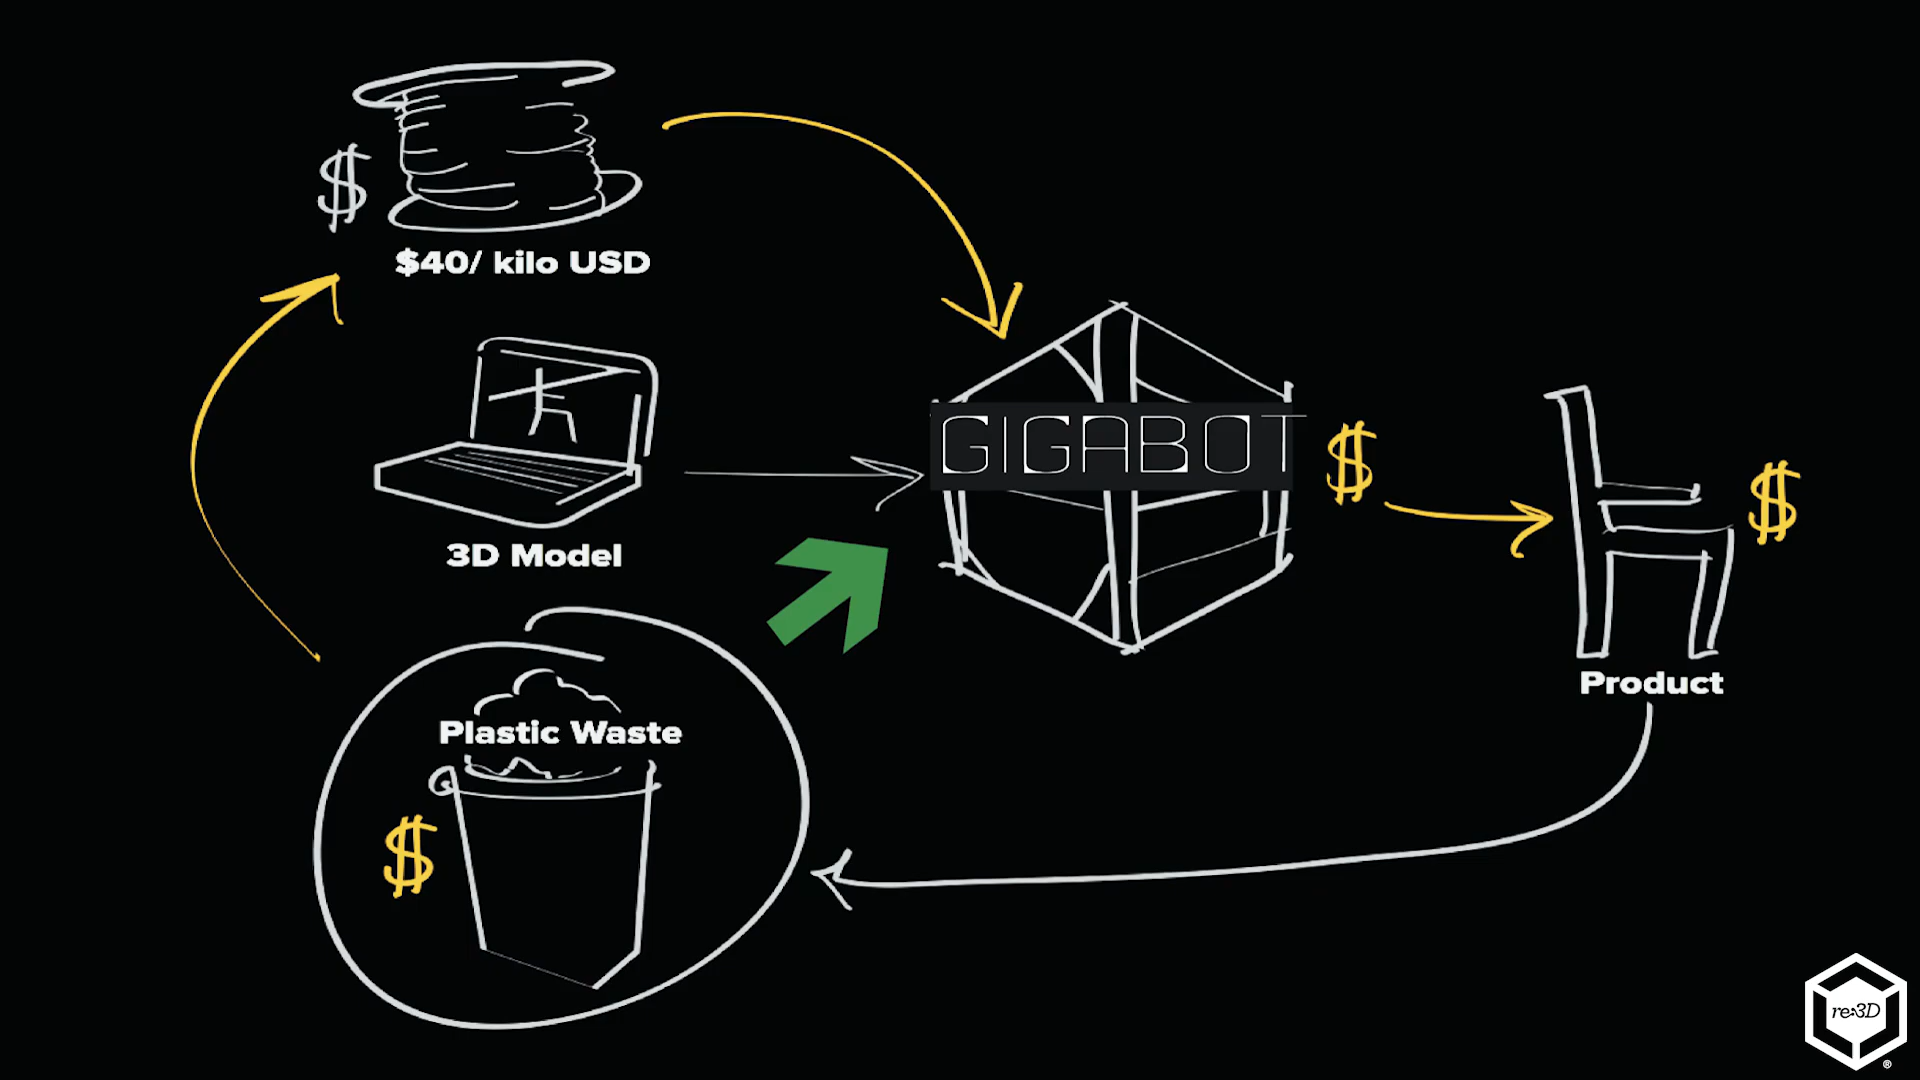 $
$40/ kilo USD
3D Model
GIGABOT
$
$
Product
Plastic Waste
$
re:3D
®